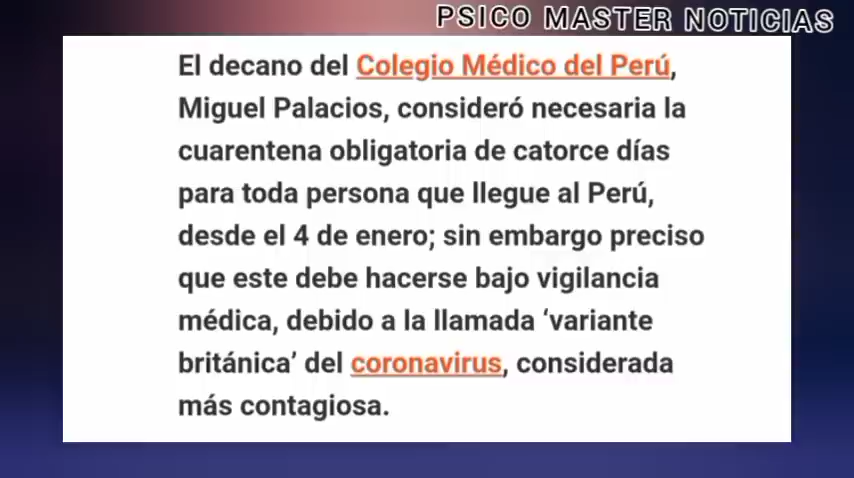 PSICO MASTER NOTICIAS
El decano del Colegio Médico del Perú,
Miguel Palacios, consideró necesaria la
cuarentena obligatoria de catorce días
para toda persona que llegue al Perú,
desde el 4 de enero; sin embargo preciso
que este debe hacerse bajo vigilancia
médica, debido a la llamada ‘variante
británica’ del coronavirus, considerada
más contagiosa.